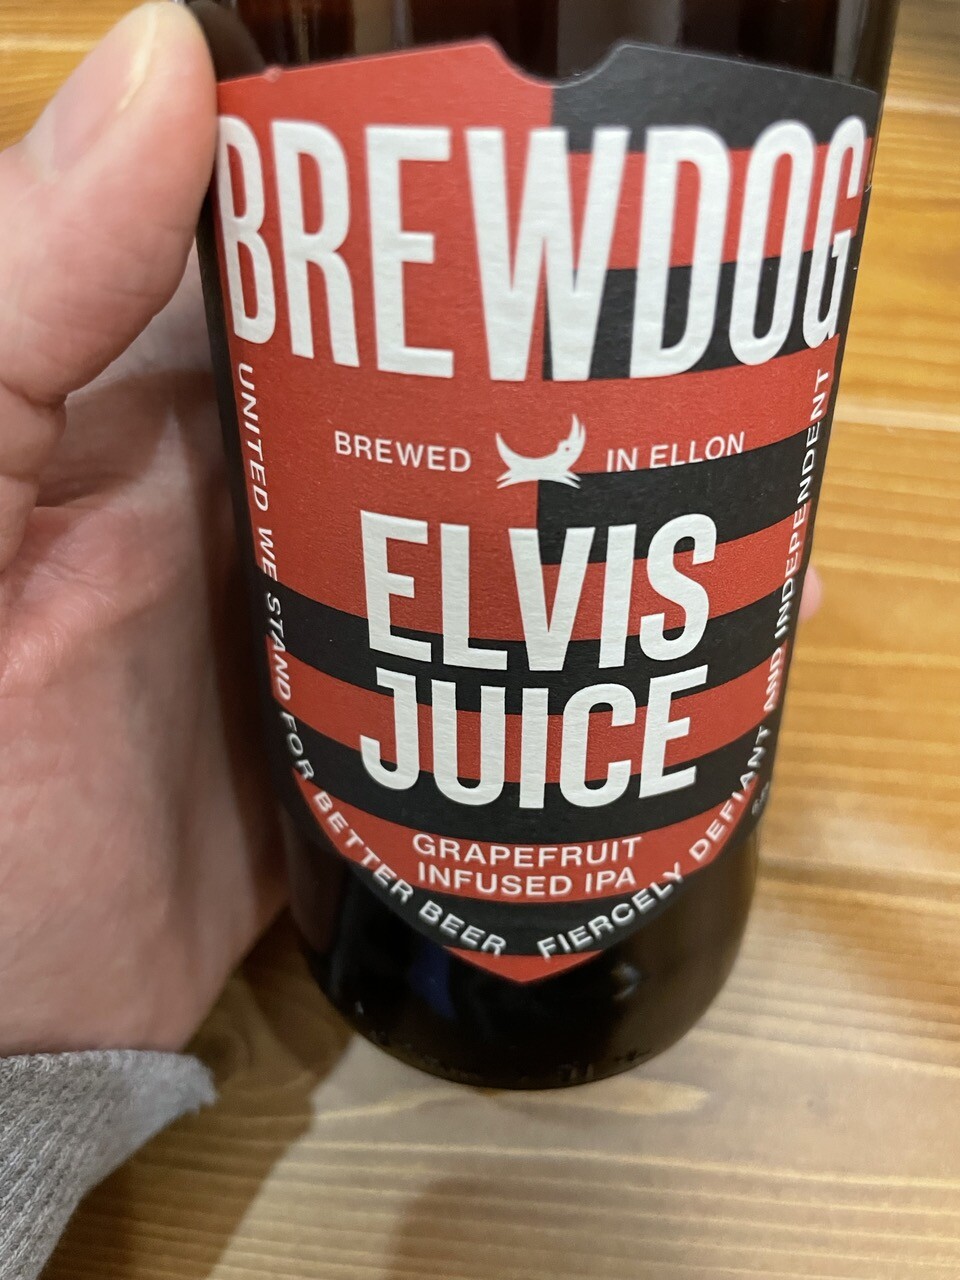 BREWDOG
BREWED IN ELLON
ELVIS
JUICE
GRAPEFRUIT
INFUSED IPA
UNITED WE STAND FOR BETTER BEER
FIERCELY DEFIANT AND INDEPENDENT